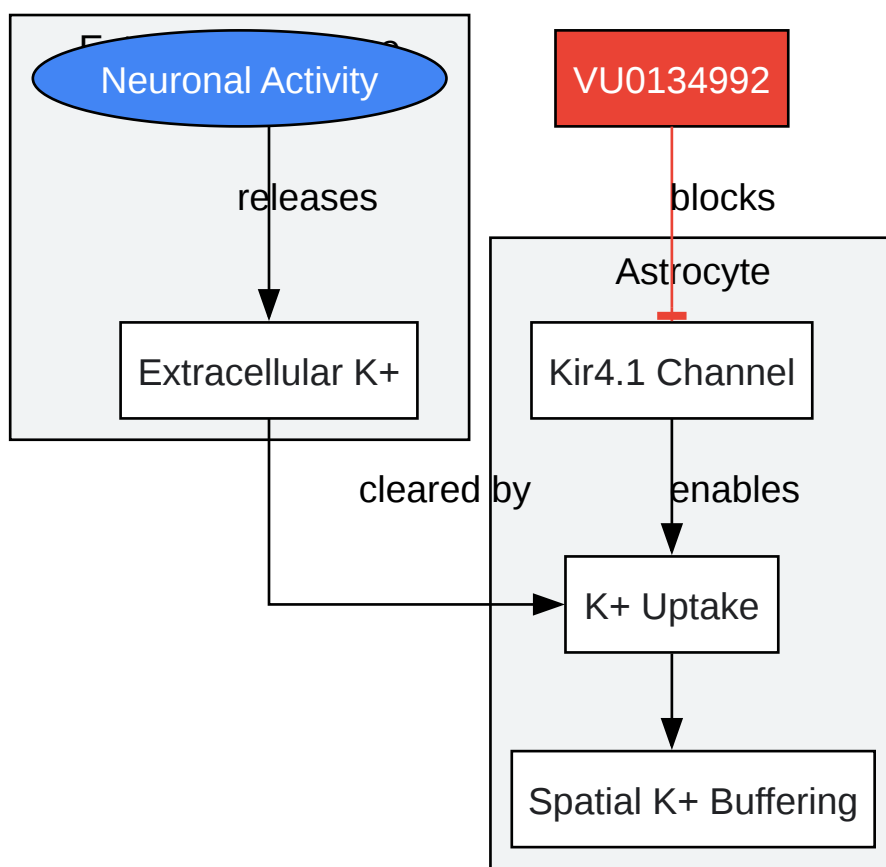 Neuronal Activity
VU0134992
releases
blocks
Astrocyte
Extracellular K+
Kir4.1 Channel
cleared by
enables
K+ Uptake
Spatial K+ Buffering